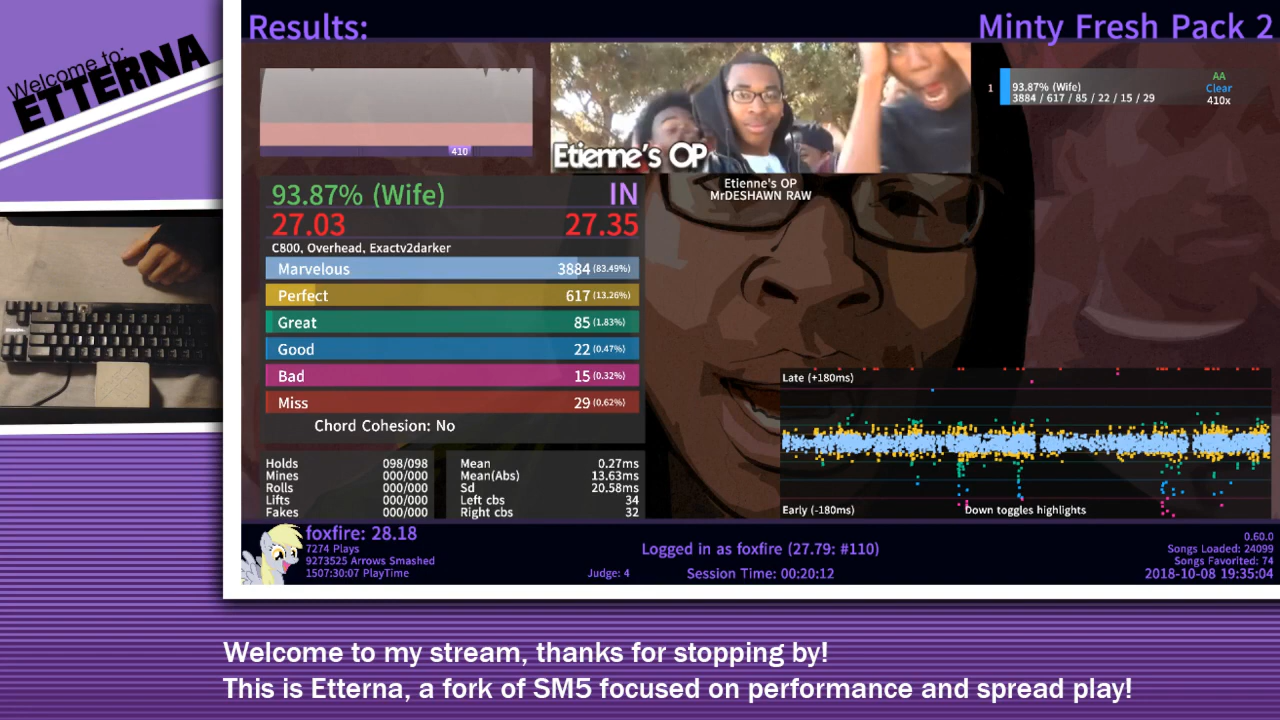 Welcome to:
ETTERNA
Results:
Minty Fresh Pack 2
410
Etienne's OP
Etienne's OP
MrDESHAWN RAW
1
93.87% (Wife)
3884 / 617 / 85 / 22 / 15 / 29
AA
Clear
410x
93.87% (Wife) IN
27.03 27.35
C800, Overhead, Exactv2darker
Marvelous 3884 (83.49%)
Perfect 617 (13.26%)
Great 85 (1.83%)
Good 22 (0.47%)
Bad 15 (0.32%)
Miss 29 (0.62%)
Chord Cohesion: No
Holds 098/098
Mines 000/000
Rolls 000/000
Lifts 000/000
Fakes 000/000
Mean 0.27ms
Mean(Abs) 13.63ms
Sd 20.58ms
Left cbs 34
Right cbs 32
Late (+180ms)
Early (-180ms)
Down toggles highlights
foxfire: 28.18
7274 Plays
9273525 Arrows Smashed
1507:30:07 PlayTime
Judge: 4
Logged in as foxfire (27.79: #110)
Session Time: 00:20:12
0.60.0
Songs Loaded: 24099
Songs Favorited: 74
2018-10-08 19:35:04
Welcome to my stream, thanks for stopping by!
This is Etterna, a fork of SM5 focused on performance and spread play!